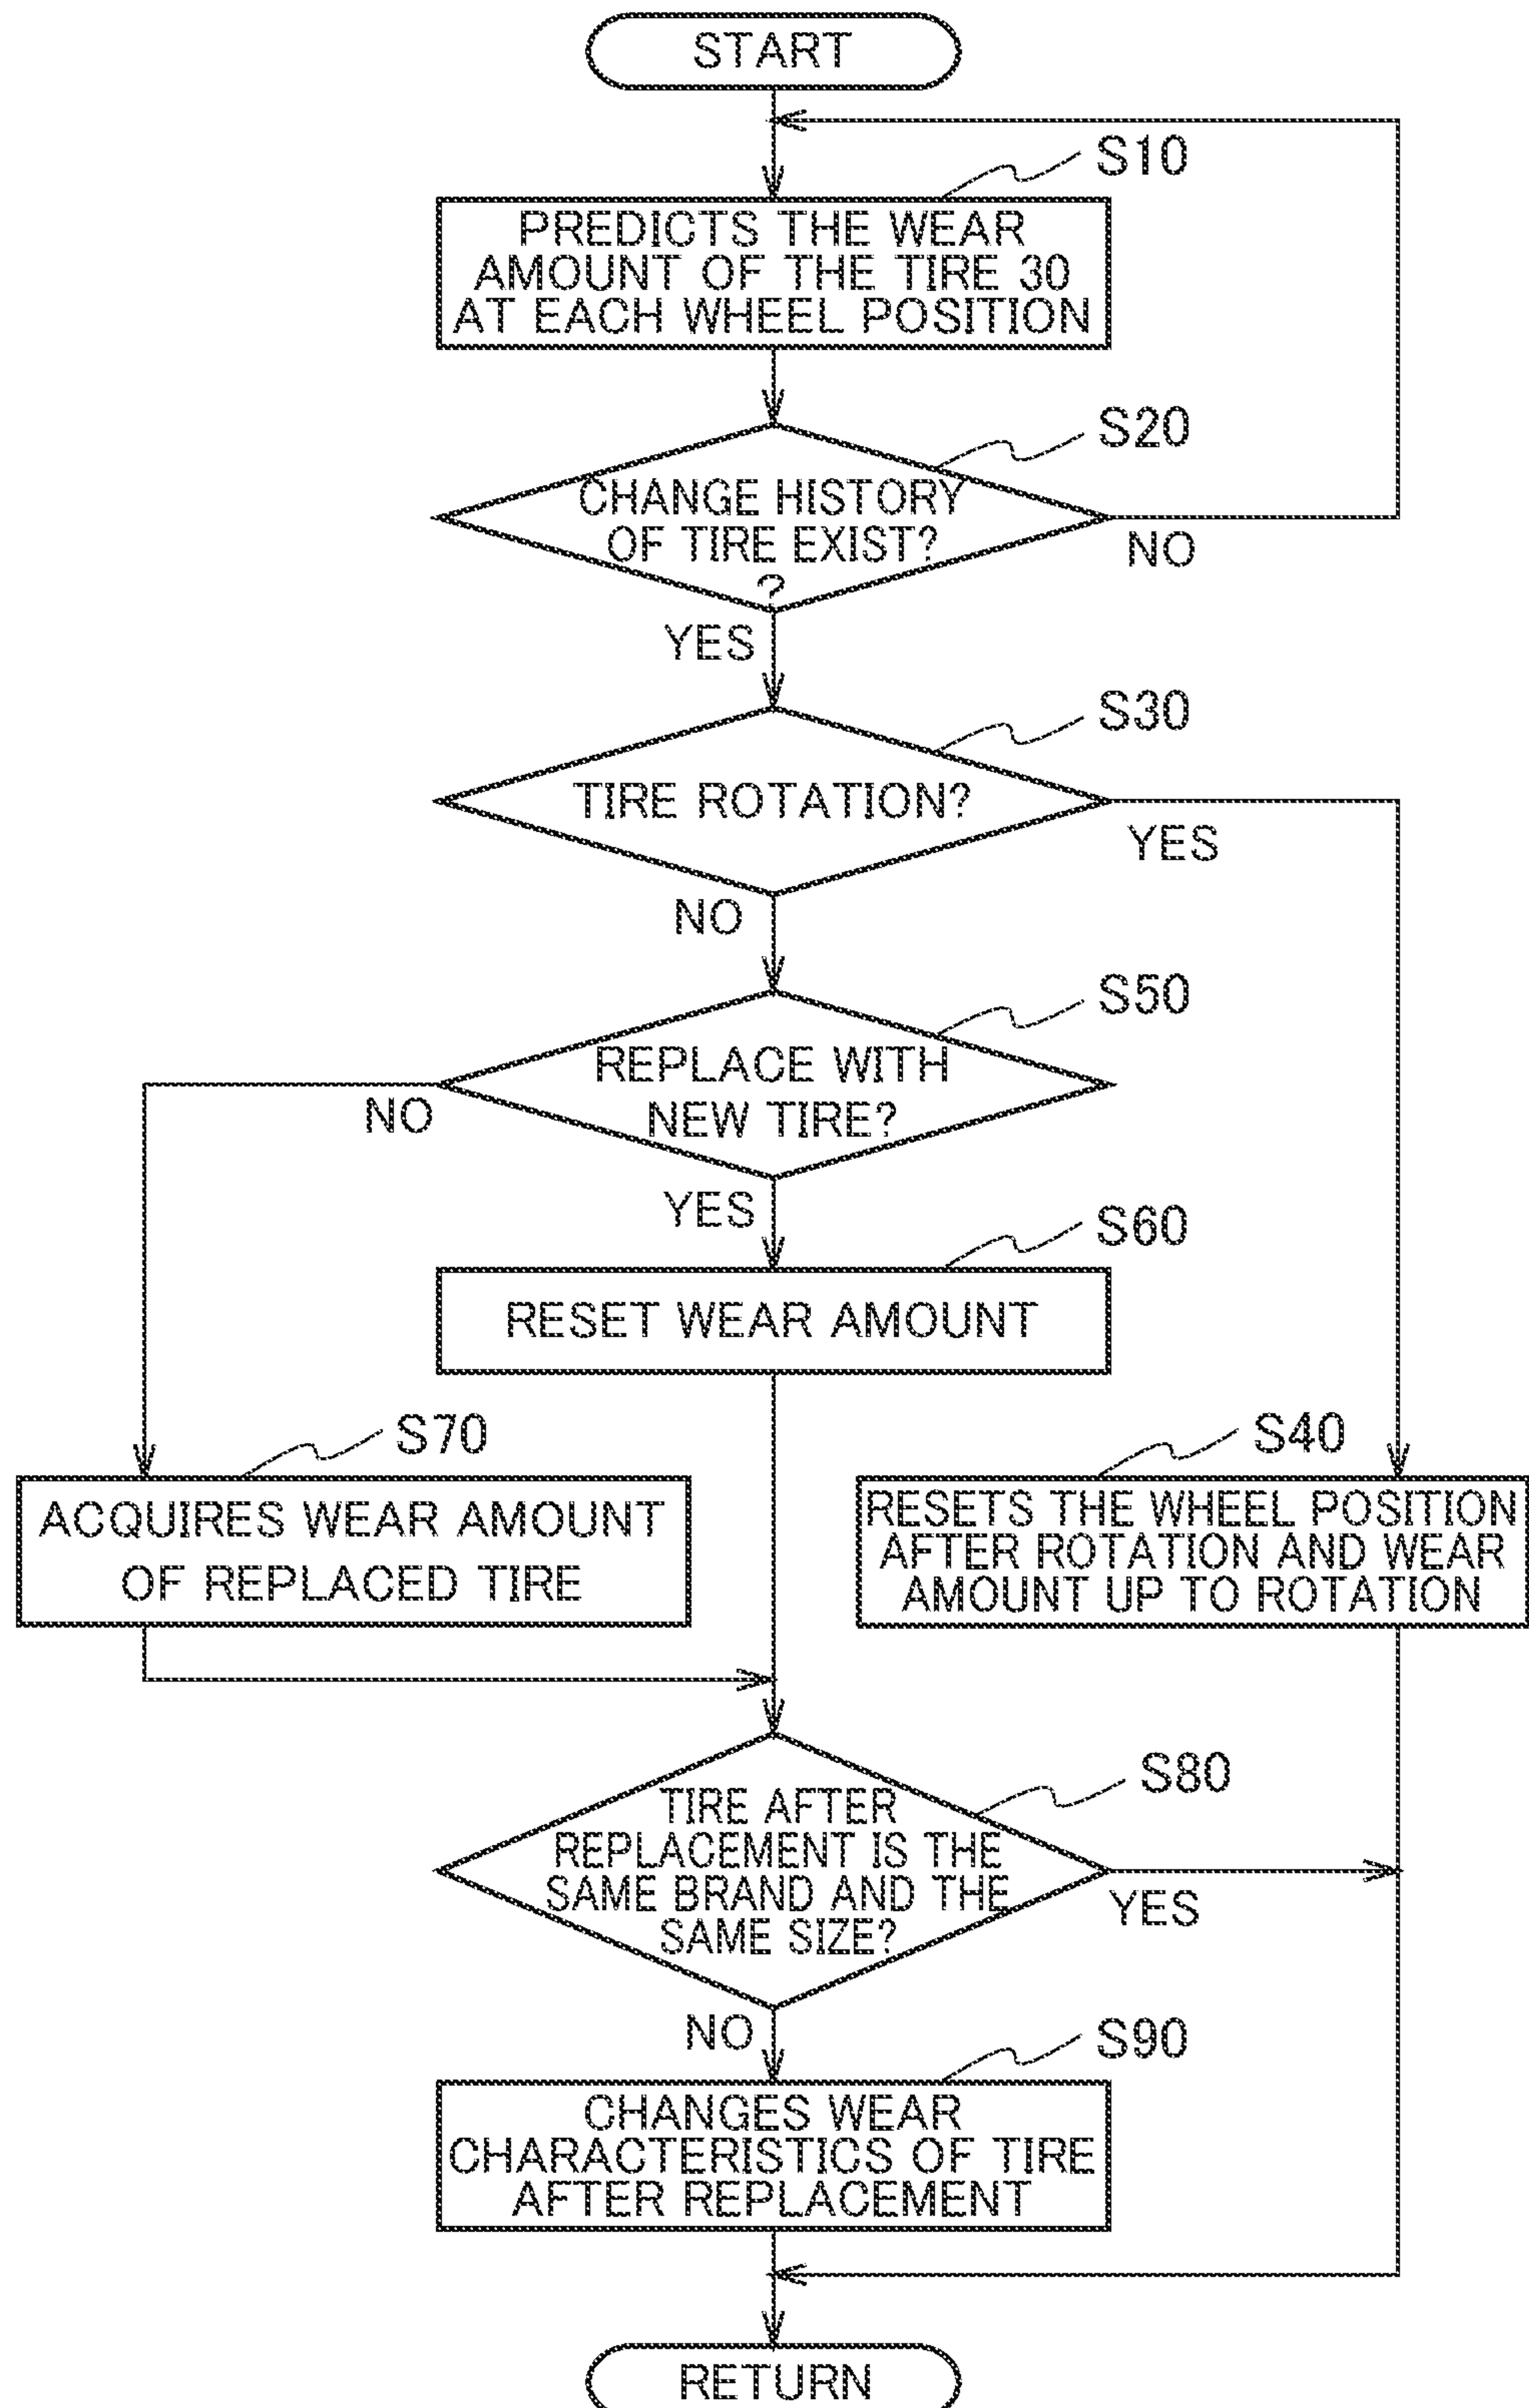 START
S10
PREDICTS THE WEAR
AMOUNT OF THE TIRE 30
AT EACH WHEEL POSITION
S20
CHANGE HISTORY
OF TIRE EXIST?
?
NO
YES
S30
TIRE ROTATION?
YES
NO
S50
REPLACE WITH
NEW TIRE?
NO
YES
S60
RESET WEAR AMOUNT
S70
ACQUIRES WEAR AMOUNT
OF REPLACED TIRE
S40
RESETS THE WHEEL POSITION
AFTER ROTATION AND WEAR
AMOUNT UP TO ROTATION
S80
TIRE AFTER
REPLACEMENT IS THE
SAME BRAND AND THE
SAME SIZE?
YES
NO
S90
CHANGES WEAR
CHARACTERISTICS OF TIRE
AFTER REPLACEMENT
RETURN